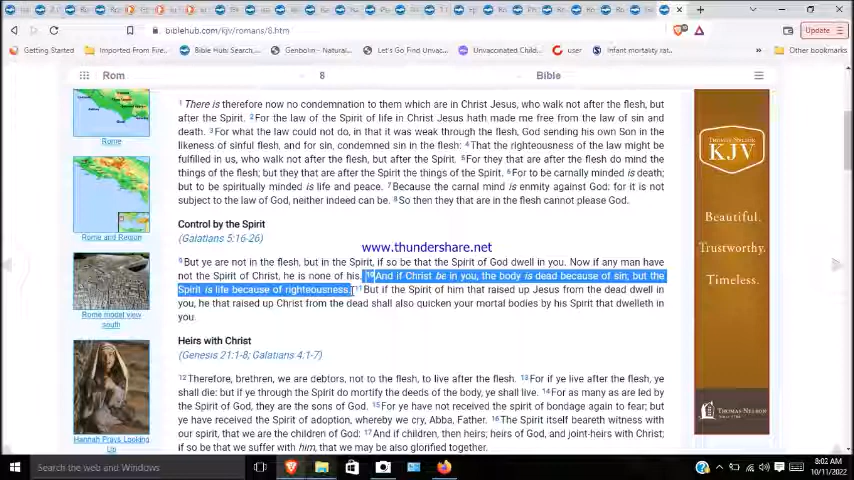 biblehub.com/kjv/romans/8.htm
Update
Getting Started
Imported From Firef...
Bible Hub: Search,...
Genbolin - Natural...
Let's Go Find Unvac...
Unvaccinated Child...
user
Infant mortality rat...
Other bookmarks
Rom
8
Bible
1 There is therefore now no condemnation to them which are in Christ Jesus, who walk not after the flesh, but
after the Spirit. 2 For the law of the Spirit of life in Christ Jesus hath made me free from the law of sin and
death. 3 For what the law could not do, in that it was weak through the flesh, God sending his own Son in the
likeness of sinful flesh, and for sin, condemned sin in the flesh: 4 That the righteousness of the law might be
fulfilled in us, who walk not after the flesh, but after the Spirit. 5 For they that are after the flesh do mind the
things of the flesh; but they that are after the Spirit the things of the Spirit. 6 For to be carnally minded is death;
but to be spiritually minded is life and peace. 7 Because the carnal mind is enmity against God: for it is not
subject to the law of God, neither indeed can be. 8 So then they that are in the flesh cannot please God.
Control by the Spirit
(Galatians 5:16-26)
www.thundershare.net
9 But ye are not in the flesh, but in the Spirit, if so be that the Spirit of God dwell in you. Now if any man have
not the Spirit of Christ, he is none of his. 10 And if Christ be in you, the body is dead because of sin; but the
Spirit is life because of righteousness. 11 But if the Spirit of him that raised up Jesus from the dead dwell in
you, he that raised up Christ from the dead shall also quicken your mortal bodies by his Spirit that dwelleth in
you.
Heirs with Christ
(Genesis 21:1-8; Galatians 4:1-7)
12 Therefore, brethren, we are debtors, not to the flesh, to live after the flesh. 13 For if ye live after the flesh, ye
shall die: but if ye through the Spirit do mortify the deeds of the body, ye shall live. 14 For as many as are led by
the Spirit of God, they are the sons of God. 15 For ye have not received the spirit of bondage again to fear; but
ye have received the Spirit of adoption, whereby we cry, Abba, Father. 16 The Spirit itself beareth witness with
our spirit, that we are the children of God: 17 And if children, then heirs; heirs of God, and joint-heirs with Christ;
if so be that we suffer with him, that we may be also glorified together.
Rome
Rome and Region
Rome model view
south
Hannah Prays Looking
Up
THOMAS NELSON
KJV
Beautiful.
Trustworthy.
Timeless.
THOMAS NELSON
Search the web and Windows
8:02 AM
10/11/2022